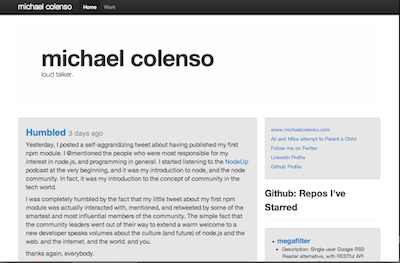 michael colenso Home Work
michael colenso
loud talker.
Humbled 3 days ago
Yesterday, I posted a self-aggrandizing tweet about having published my first
npm module. I @mentioned the people who were most responsible for my
interest in node.js, and programming in general. I started listening to the NodeUp
podcast at the very beginning, and it was my introduction to node, and the node
community. In fact, it was my introduction to the concept of community in the
tech world.
I was completely humbled by the fact that my little tweet about my first npm
module was actually interacted with, mentioned, and retweeted by some of the
smartest and most influential members of the community. The simple fact that
the community leaders went out of their way to extend a warm welcome to a
new developer speaks volumes about the culture (and future) of node.js and the
web. and the internet. and the world. and you.
thanks again, everybody.
www.michaelcolenso.com
Ali and Mike attempt to Parent a Child
Follow me on Twitter
LinkedIn Profile
Github Profile
Github: Repos I've
Starred
megafilter
Description: Single-user Google RSS
Reader alternative, with RESTful API